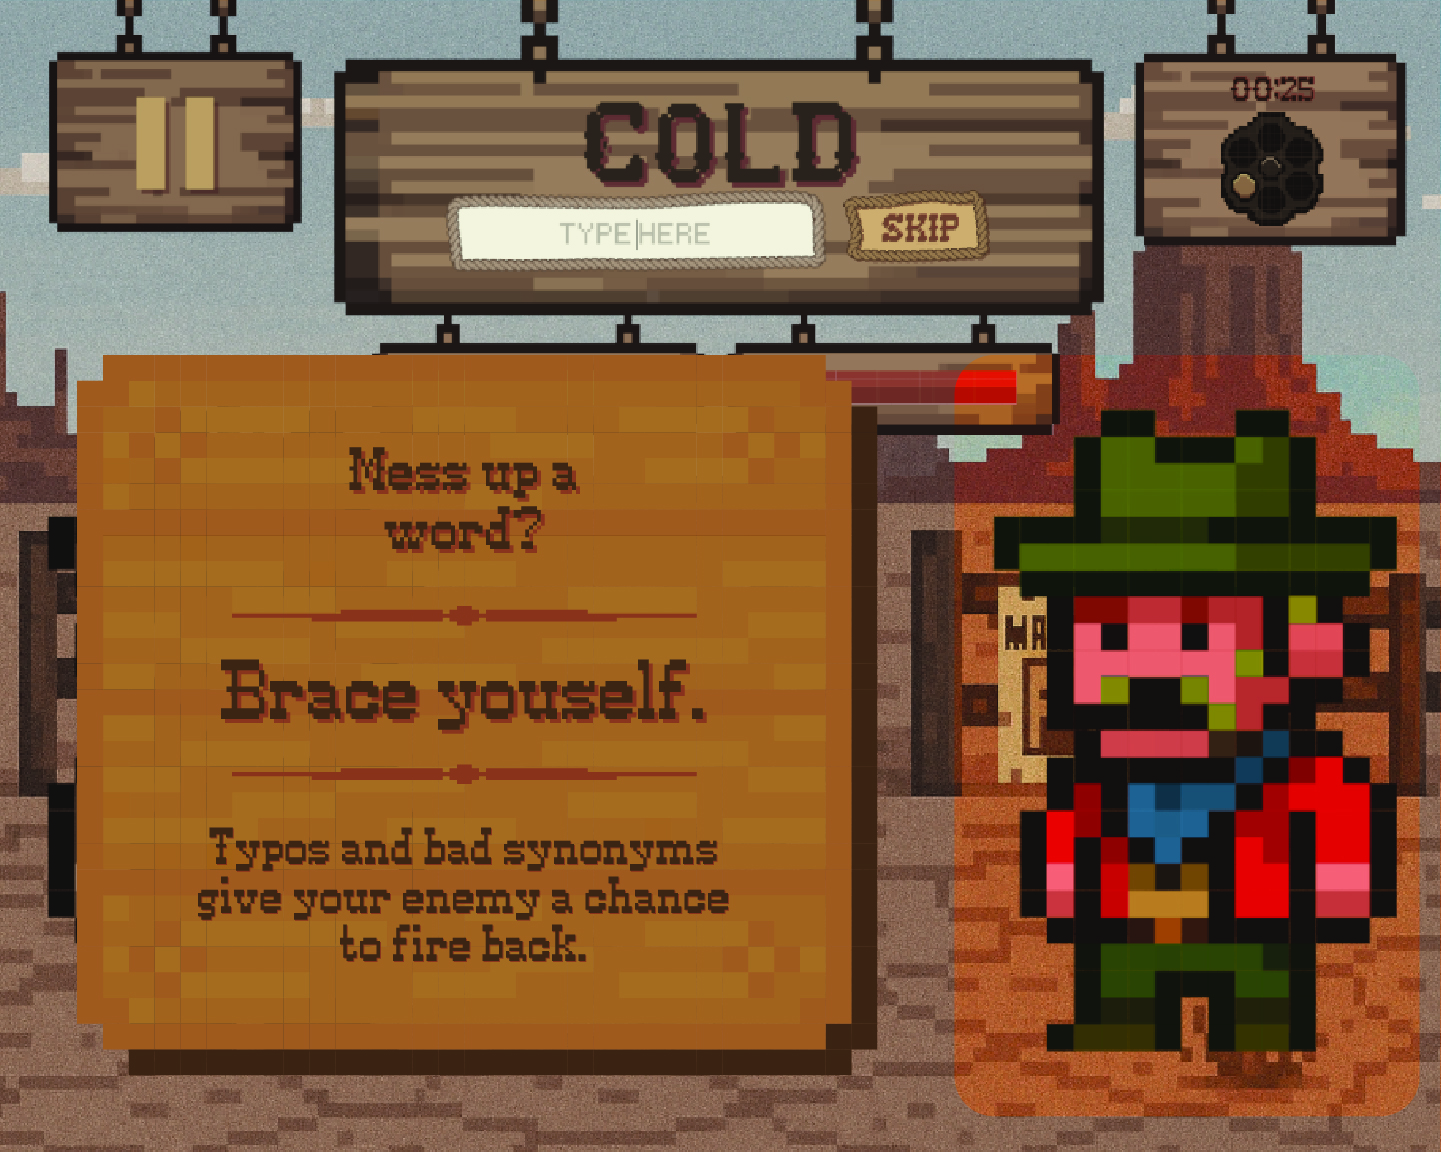 00:25
COLD
TYPE HERE
SKIP
Mess up a
word?
Brace youself.
Typos and bad synonyms
give your enemy a chance
to fire back.